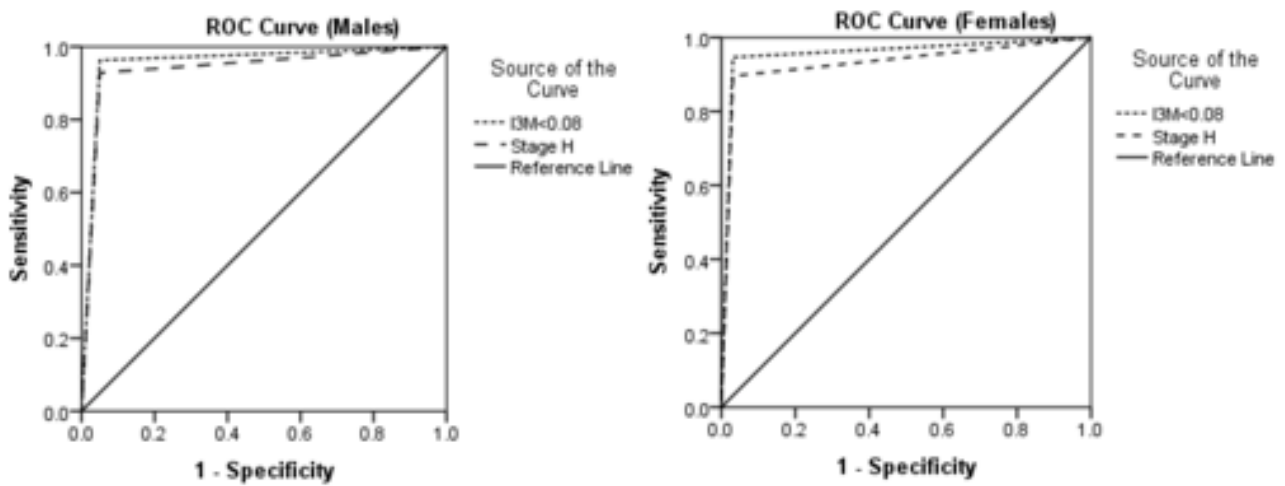 ROC Curve (Males)
1.0
0.8
0.6
0.4
0.2
0.0
Sensitivity
0.0 0.2 0.4 0.6 0.8 1.0
1 - Specificity
Source of the
Curve
I3M<0.08
Stage H
Reference Line
ROC Curve (Females)
1.0
0.8
0.6
0.4
0.2
0.0
Sensitivity
0.0 0.2 0.4 0.6 0.8 1.0
1 - Specificity
Source of the
Curve
I3M<0.08
Stage H
Reference Line